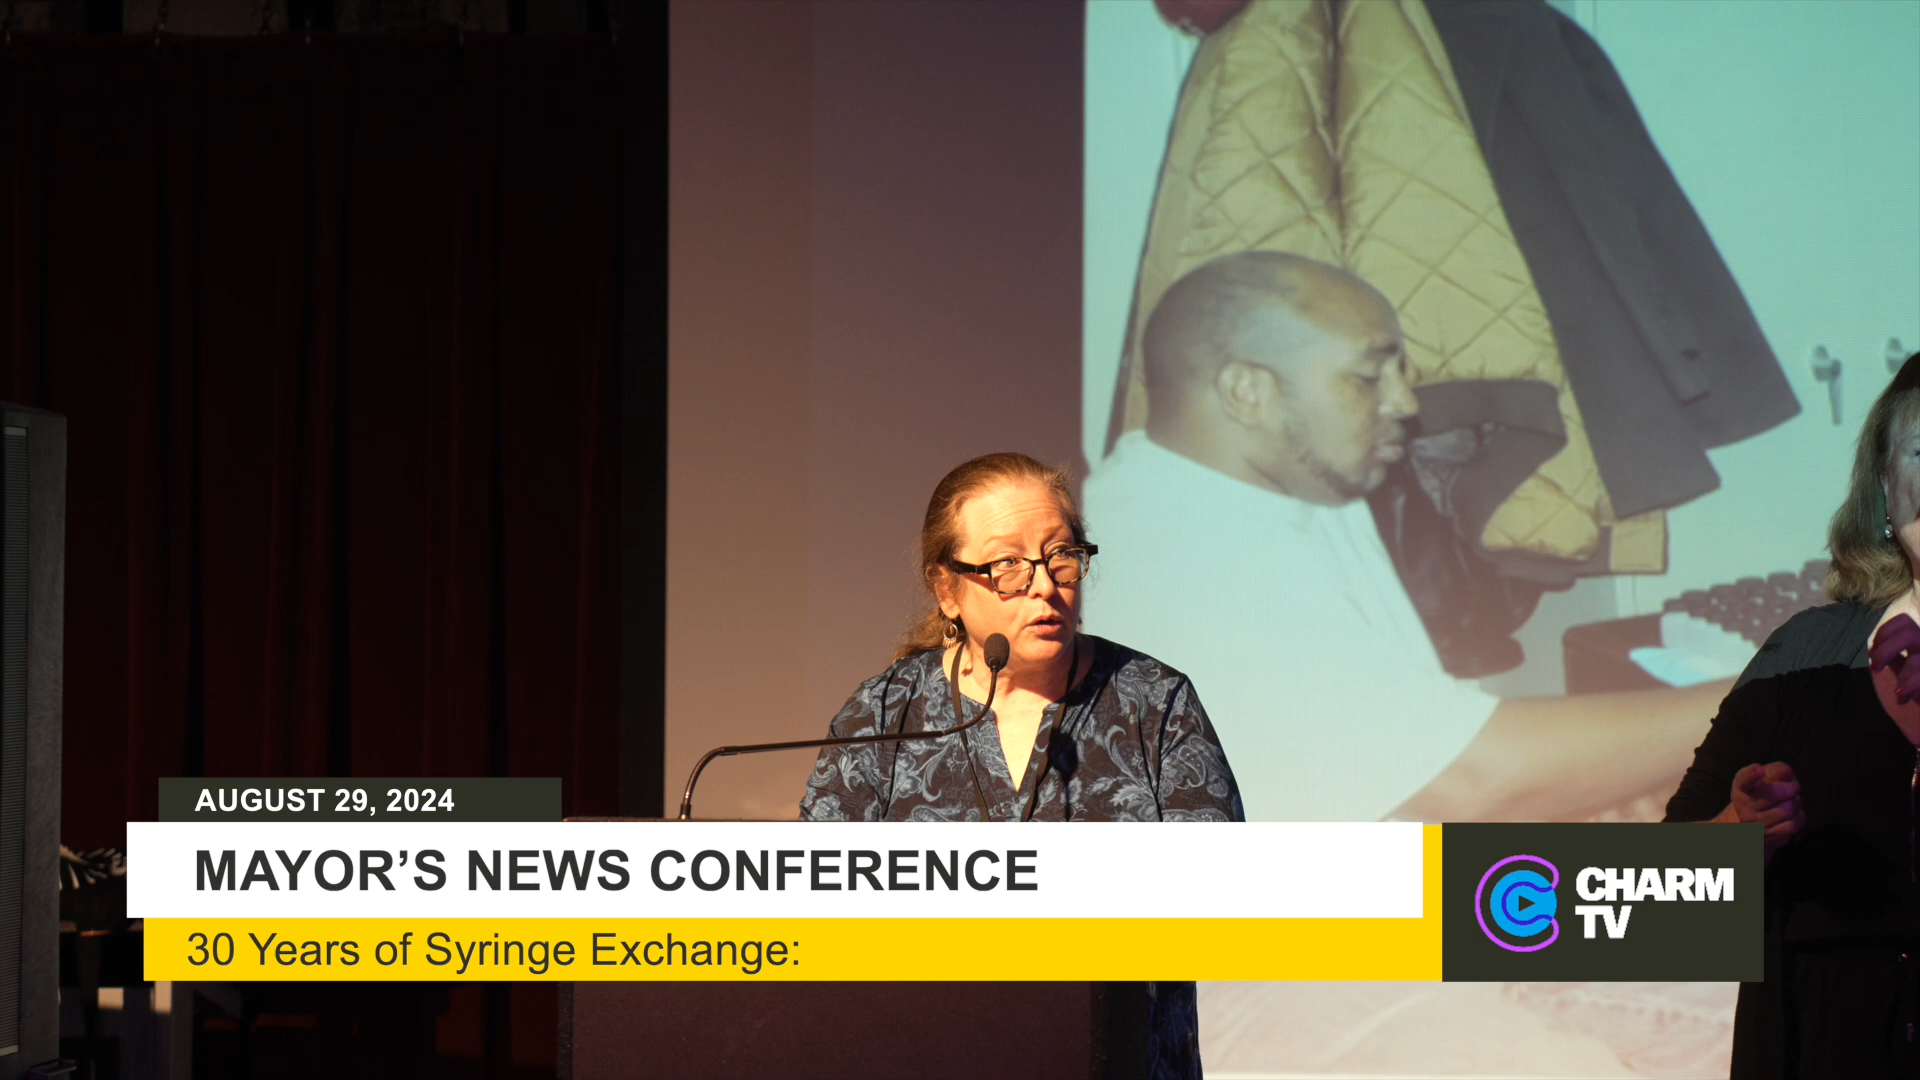 AUGUST 29, 2024
MAYOR’S NEWS CONFERENCE
30 Years of Syringe Exchange:
CHARM
TV